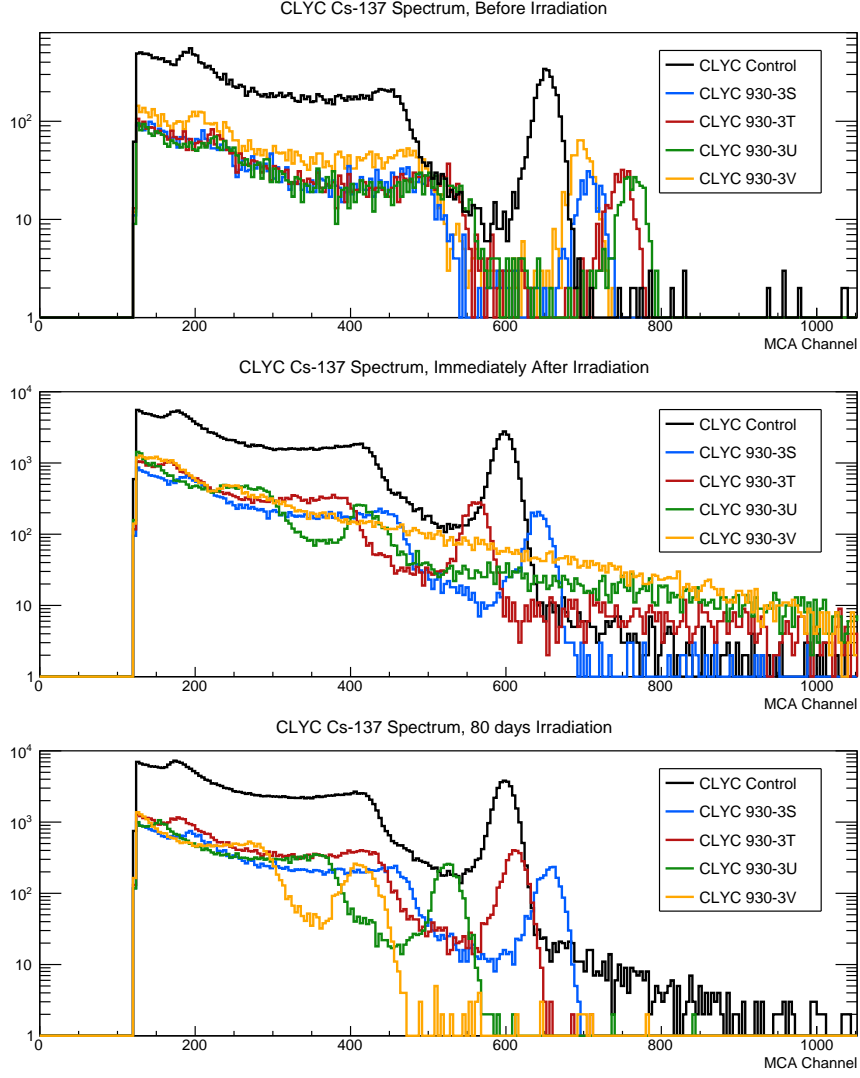 CLYC Cs-137 Spectrum, Before Irradiation
10²
10
1
CLYC Control
CLYC 930-3S
CLYC 930-3T
CLYC 930-3U
CLYC 930-3V
0 200 400 600 800 1000
MCA Channel
CLYC Cs-137 Spectrum, Immediately After Irradiation
10⁴
10³
10²
10
1
CLYC Control
CLYC 930-3S
CLYC 930-3T
CLYC 930-3U
CLYC 930-3V
0 200 400 600 800 1000
MCA Channel
CLYC Cs-137 Spectrum, 80 days Irradiation
10⁴
10³
10²
10
1
CLYC Control
CLYC 930-3S
CLYC 930-3T
CLYC 930-3U
CLYC 930-3V
0 200 400 600 800 1000
MCA Channel